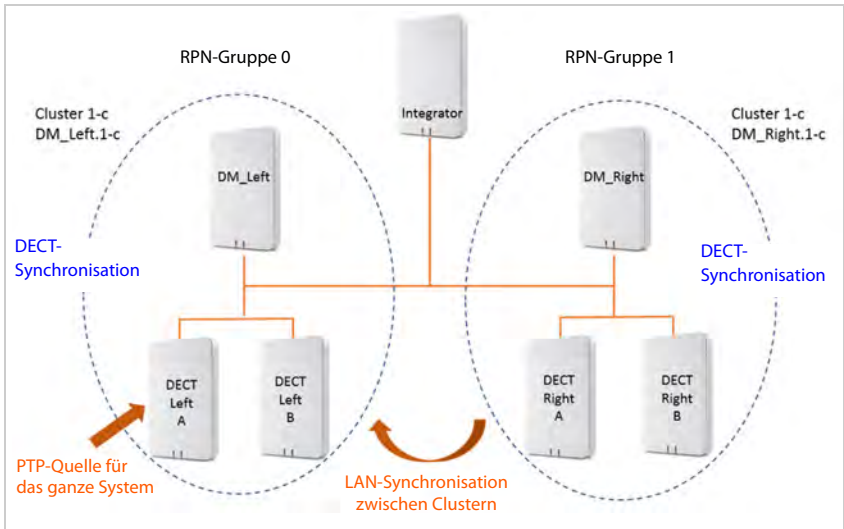 RPN-Gruppe 0
RPN-Gruppe 1
Integrator
Cluster 1-c
DM_Left.1-c
Cluster 1-c
DM_Right.1-c
DM_Left
DM_Right
DECT-
Synchronisation
DECT-
Synchronisation
DECT
Left
A
DECT
Left
B
DECT
Right
A
DECT
Right
B
PTP-Quelle für
das ganze System
LAN-Synchronisation
zwischen Clustern